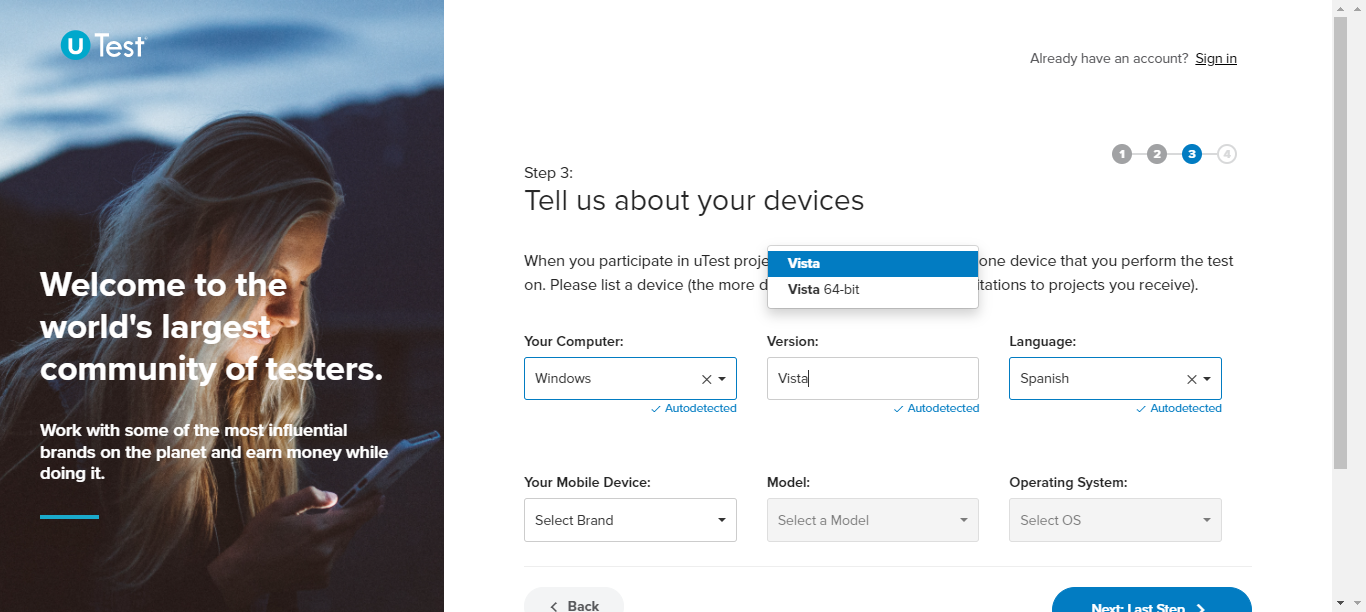 u Test
Already have an account? Sign in
1 2 3 4
Step 3:
Tell us about your devices
When you participate in uTest proje one device that you perform the test
on. Please list a device (the more d itations to projects you receive).
Vista
Vista 64-bit
Your Computer: Version: Language:
Windows Vista Spanish
Autodetected Autodetected Autodetected
Your Mobile Device: Model: Operating System:
Select Brand Select a Model Select OS
Back Next: Last Step
Welcome to the
world's largest
community of testers.
Work with some of the most influential
brands on the planet and earn money while
doing it.